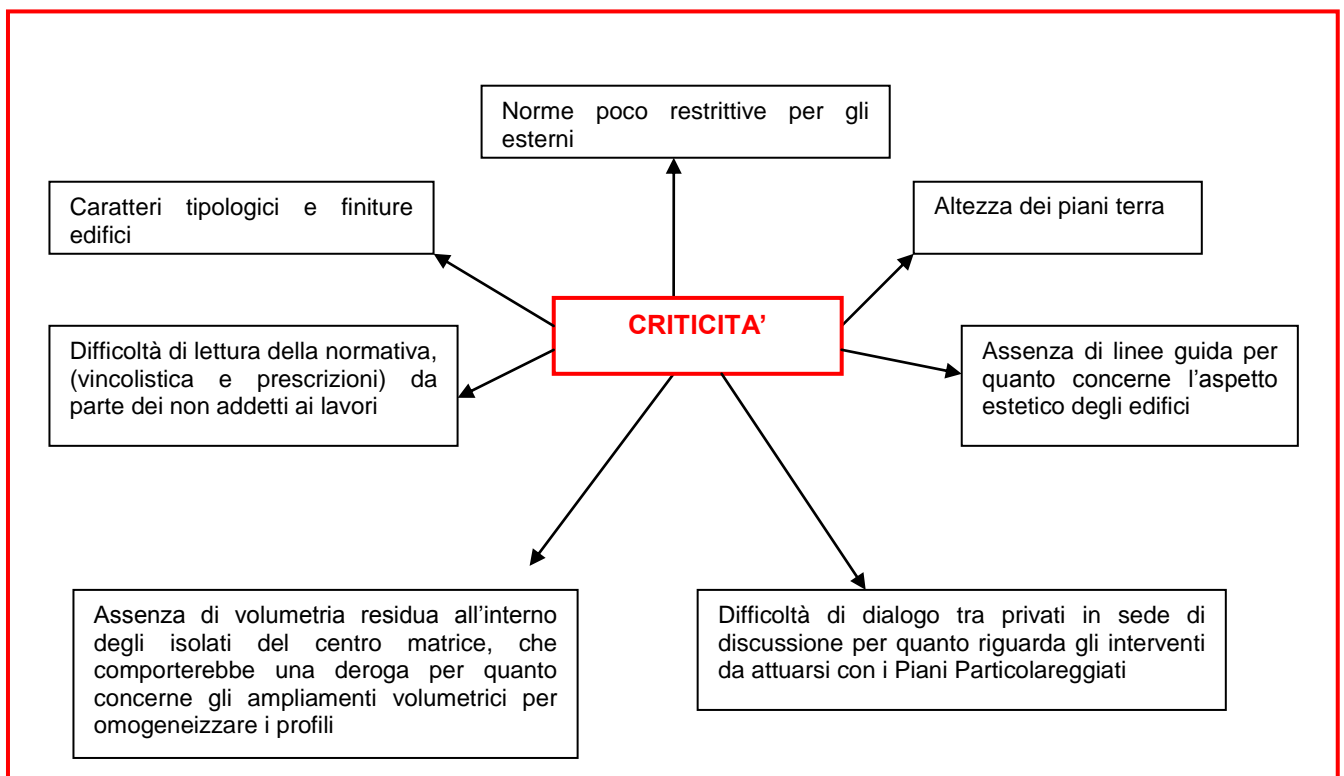 Norme poco restrittive per gli
esterni
Caratteri tipologici e finiture
edifici
Altezza dei piani terra
CRITICITA’
Difficoltà di lettura della normativa,
(vincolistica e prescrizioni) da
parte dei non addetti ai lavori
Assenza di linee guida per
quanto concerne l’aspetto
estetico degli edifici
Assenza di volumetria residua all’interno
degli isolati del centro matrice, che
comporterebbe una deroga per quanto
concerne gli ampliamenti volumetrici per
omogeneizzare i profili
Difficoltà di dialogo tra privati in sede di
discussione per quanto riguarda gli interventi
da attuarsi con i Piani Particolareggiati